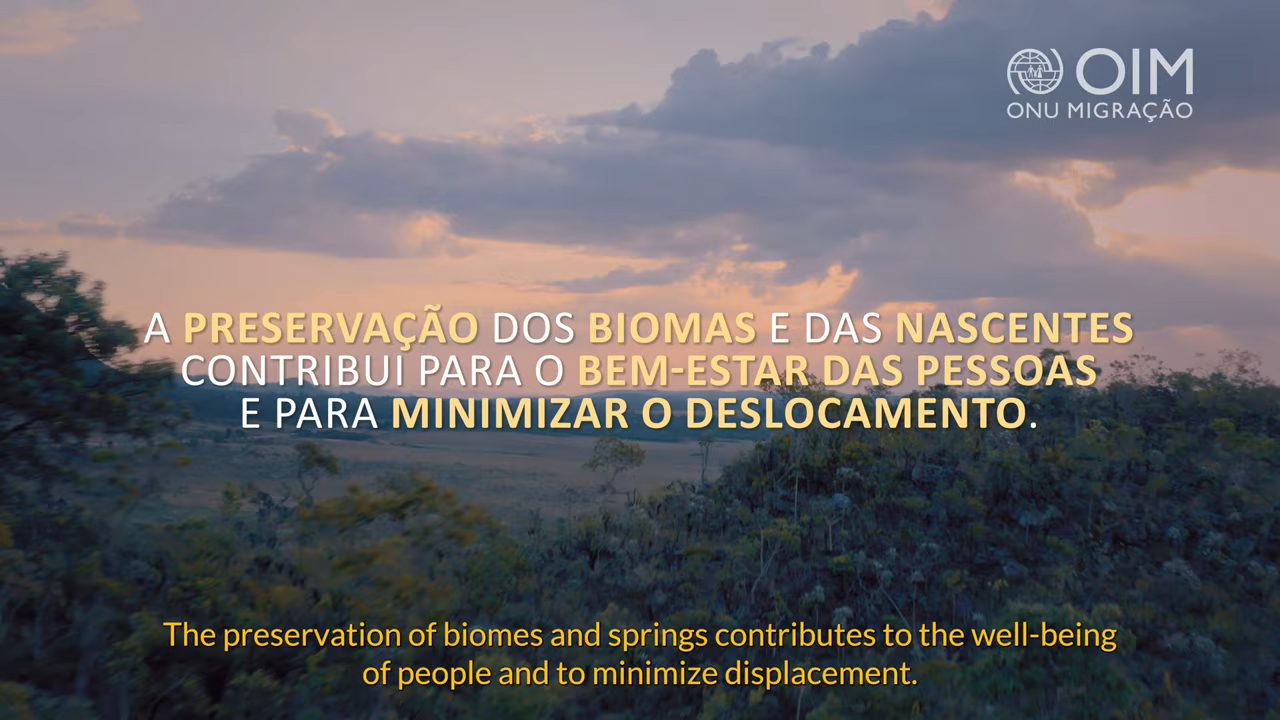 OIM
ONU MIGRAÇÃO
A PRESERVAÇÃO DOS BIOMAS E DAS NASCENTES
CONTRIBUI PARA O BEM-ESTAR DAS PESSOAS
E PARA MINIMIZAR O DESLOCAMENTO.
The preservation of biomes and springs contributes to the well-being
of people and to minimize displacement.